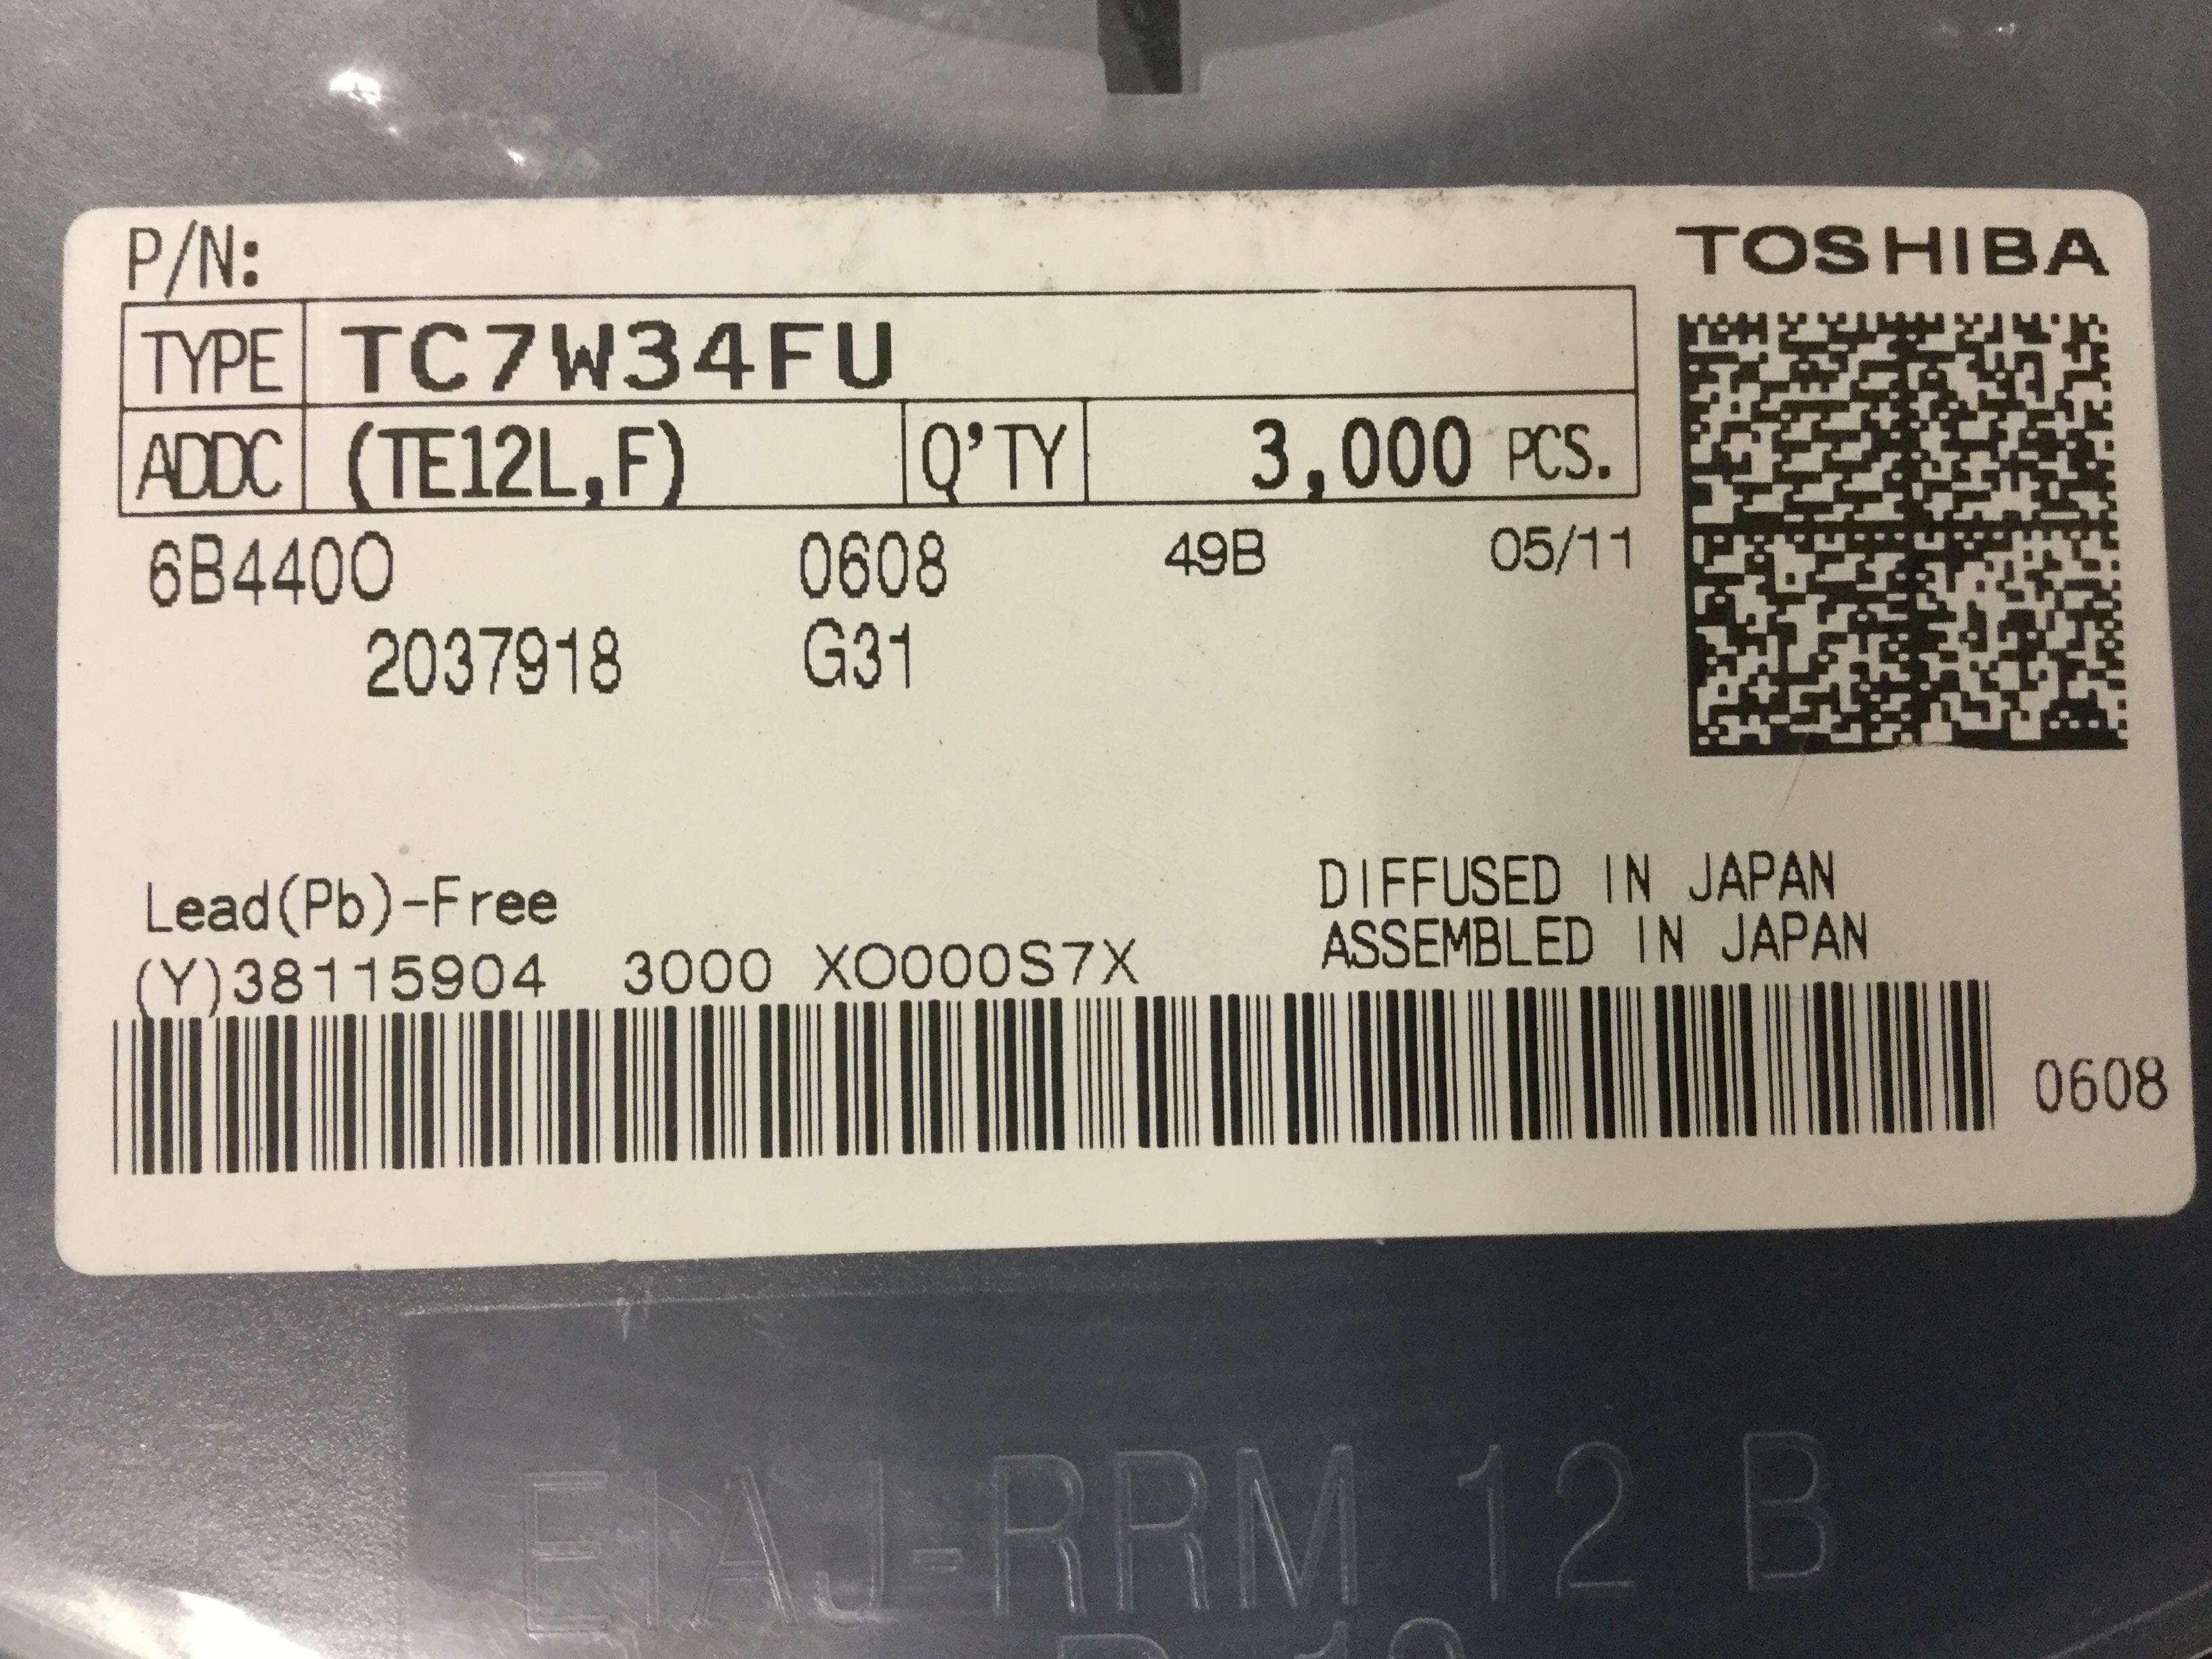 P/N:
TOSHIBA
TYPE TC7W34FU
ADDC (TE12L,F) Q'TY 3,000 PCS.
6B440O 0608 49B 05/11
2037918 G31
Lead(Pb)-Free
DIFFUSED IN JAPAN
ASSEMBLED IN JAPAN
(Y)38115904 3000 XO000S7X
0608
EIAJ-RRM 12 B